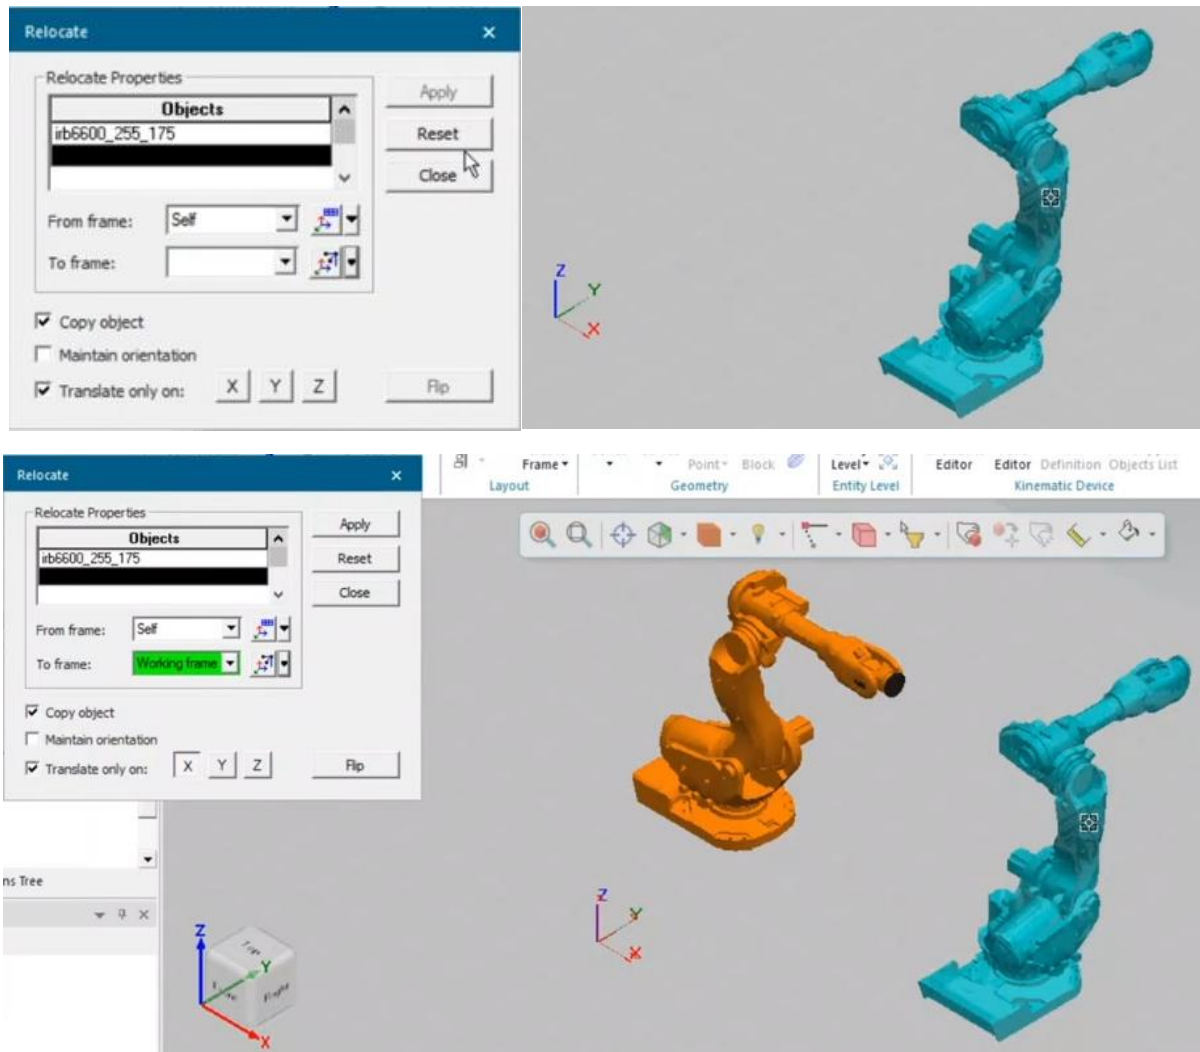 Relocate
Relocate Properties
Objects
irb6600_255_175
Apply
Reset
Close
From frame: Self
To frame:
Copy object
Maintain orientation
Translate only on: X Y Z Flip
Z
Y
X
Frame
Point Block
Level
Editor Editor Definition Objects List
Layout Geometry Entity Level Kinematic Device
Relocate
Relocate Properties
Objects
irb6600_255_175
Apply
Reset
Close
From frame: Self
To frame: Working frame
Copy object
Maintain orientation
Translate only on: X Y Z Flip
ns Tree
Z
Y
X
Z
Y
X
Top
Right